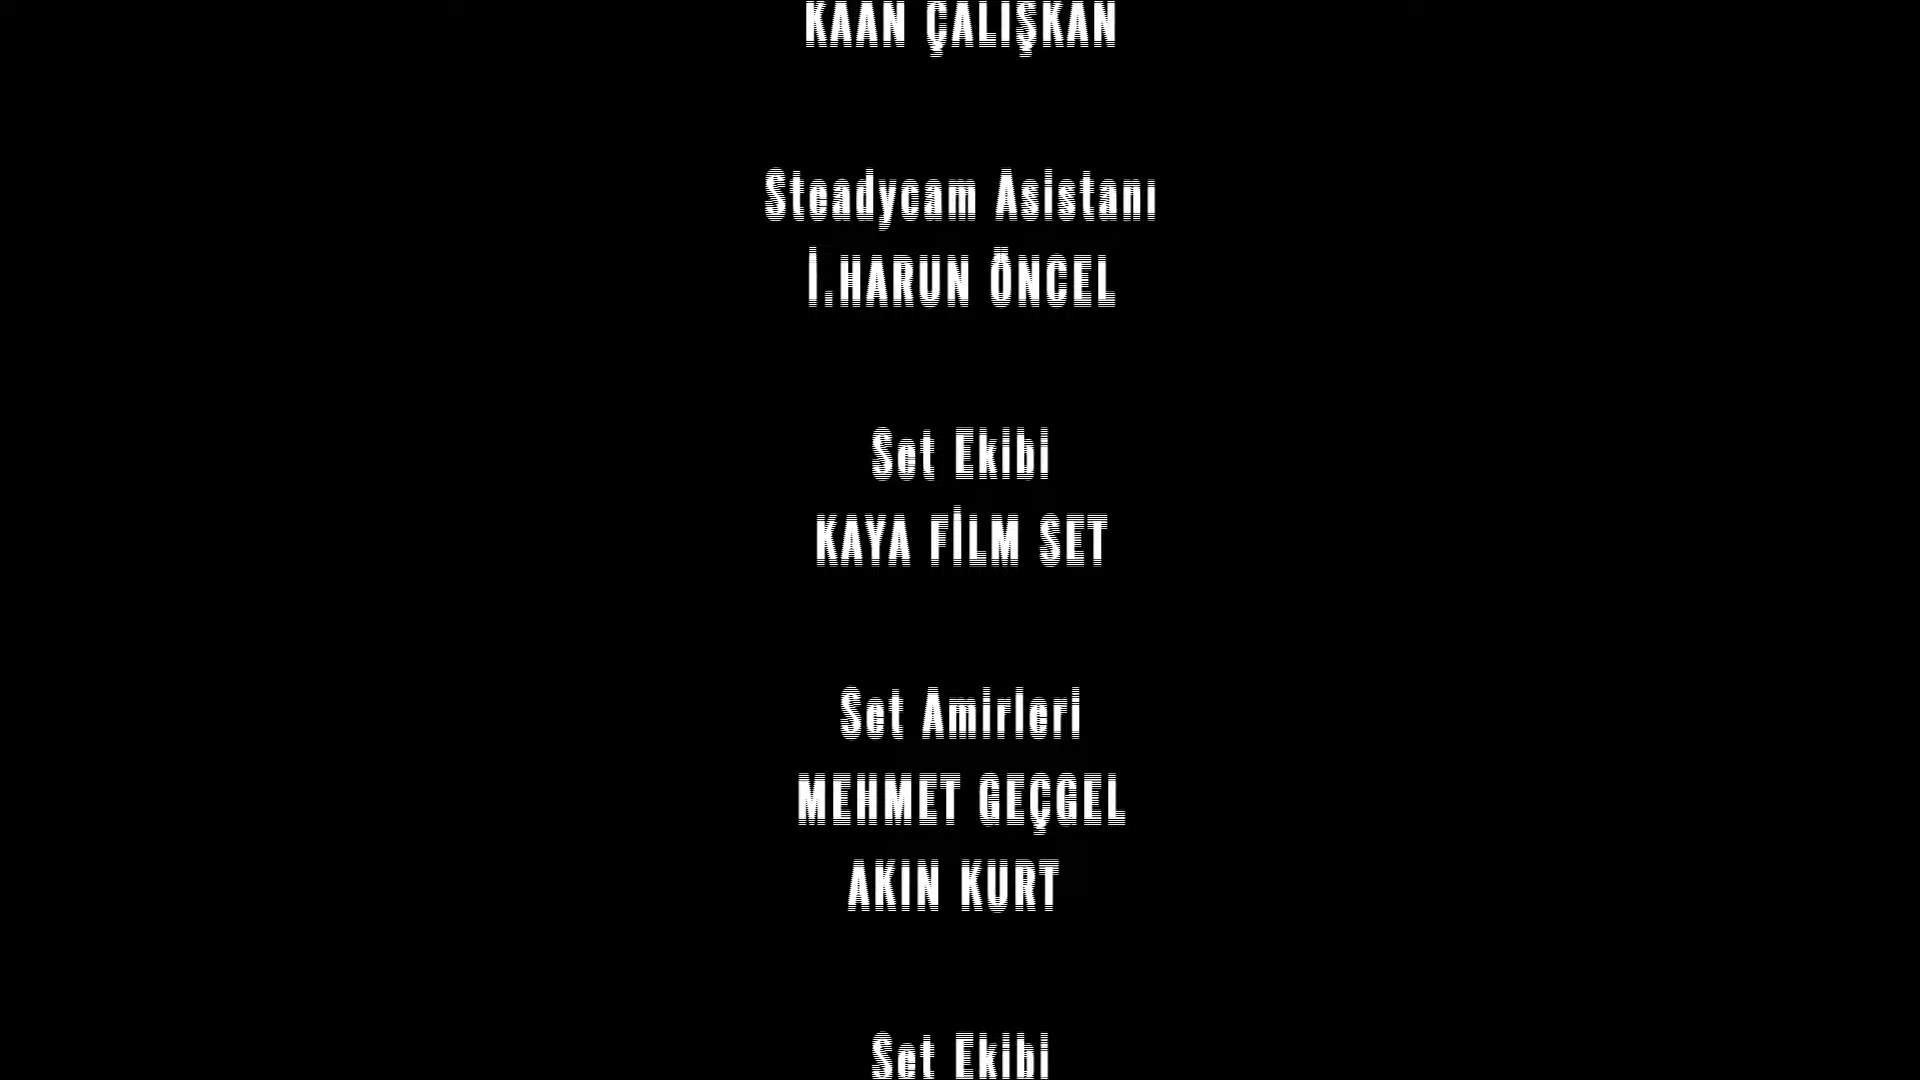 KAAN ÇALIŞKAN
Steadycam Asistanı
İ.HARUN ÖNCEL
Set Ekibi
KAYA FİLM SET
Set Amirleri
MEHMET GEÇGEL
AKIN KURT
Set Ekibi